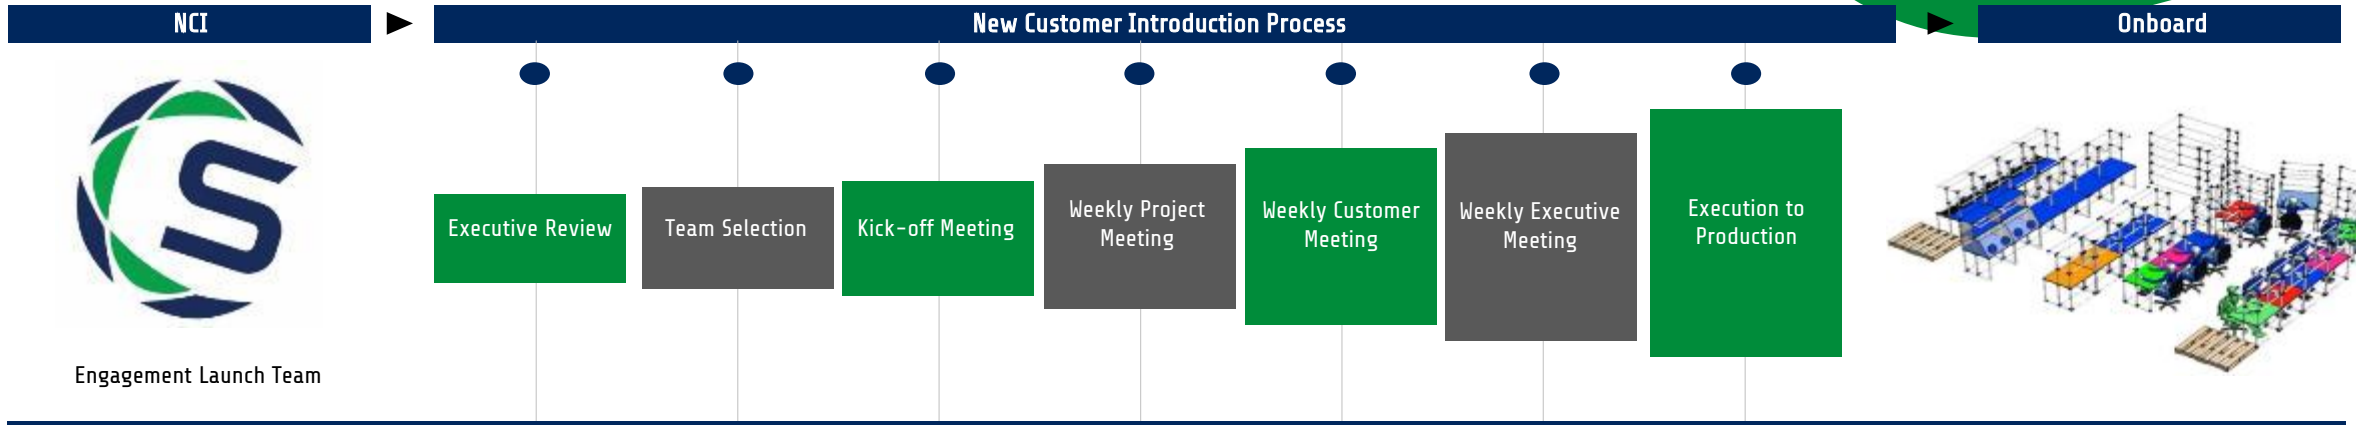 NCI
New Customer Introduction Process
Onboard
S
Executive Review
Team Selection
Kick-off Meeting
Weekly Project
Meeting
Weekly Customer
Meeting
Weekly Executive
Meeting
Execution to
Production
Engagement Launch Team